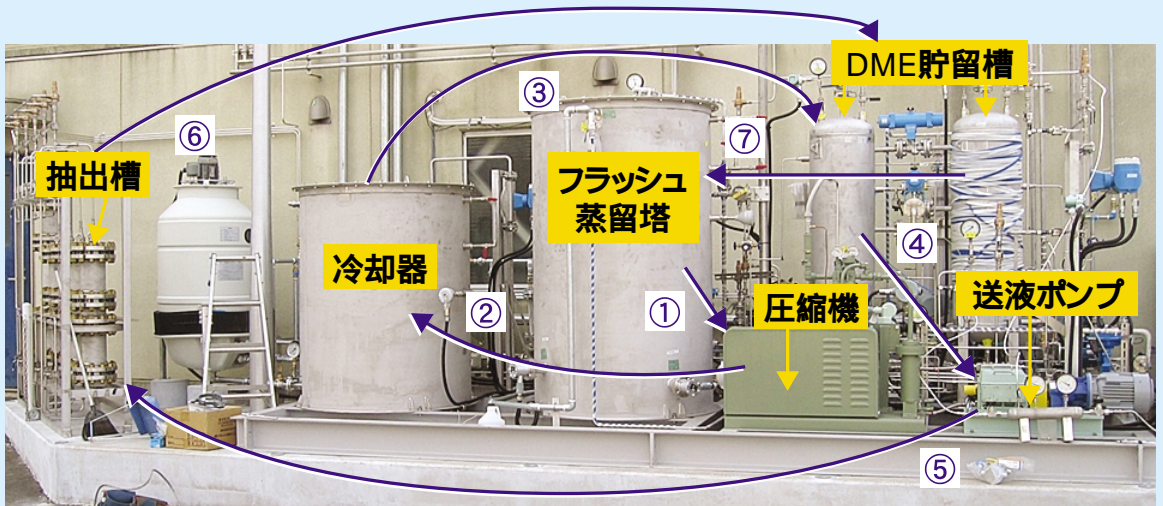 DME貯留槽
③
⑥
⑦
抽出槽
フラッシュ
蒸留塔
④
冷却器
送液ポンプ
圧縮機
②
①
⑤